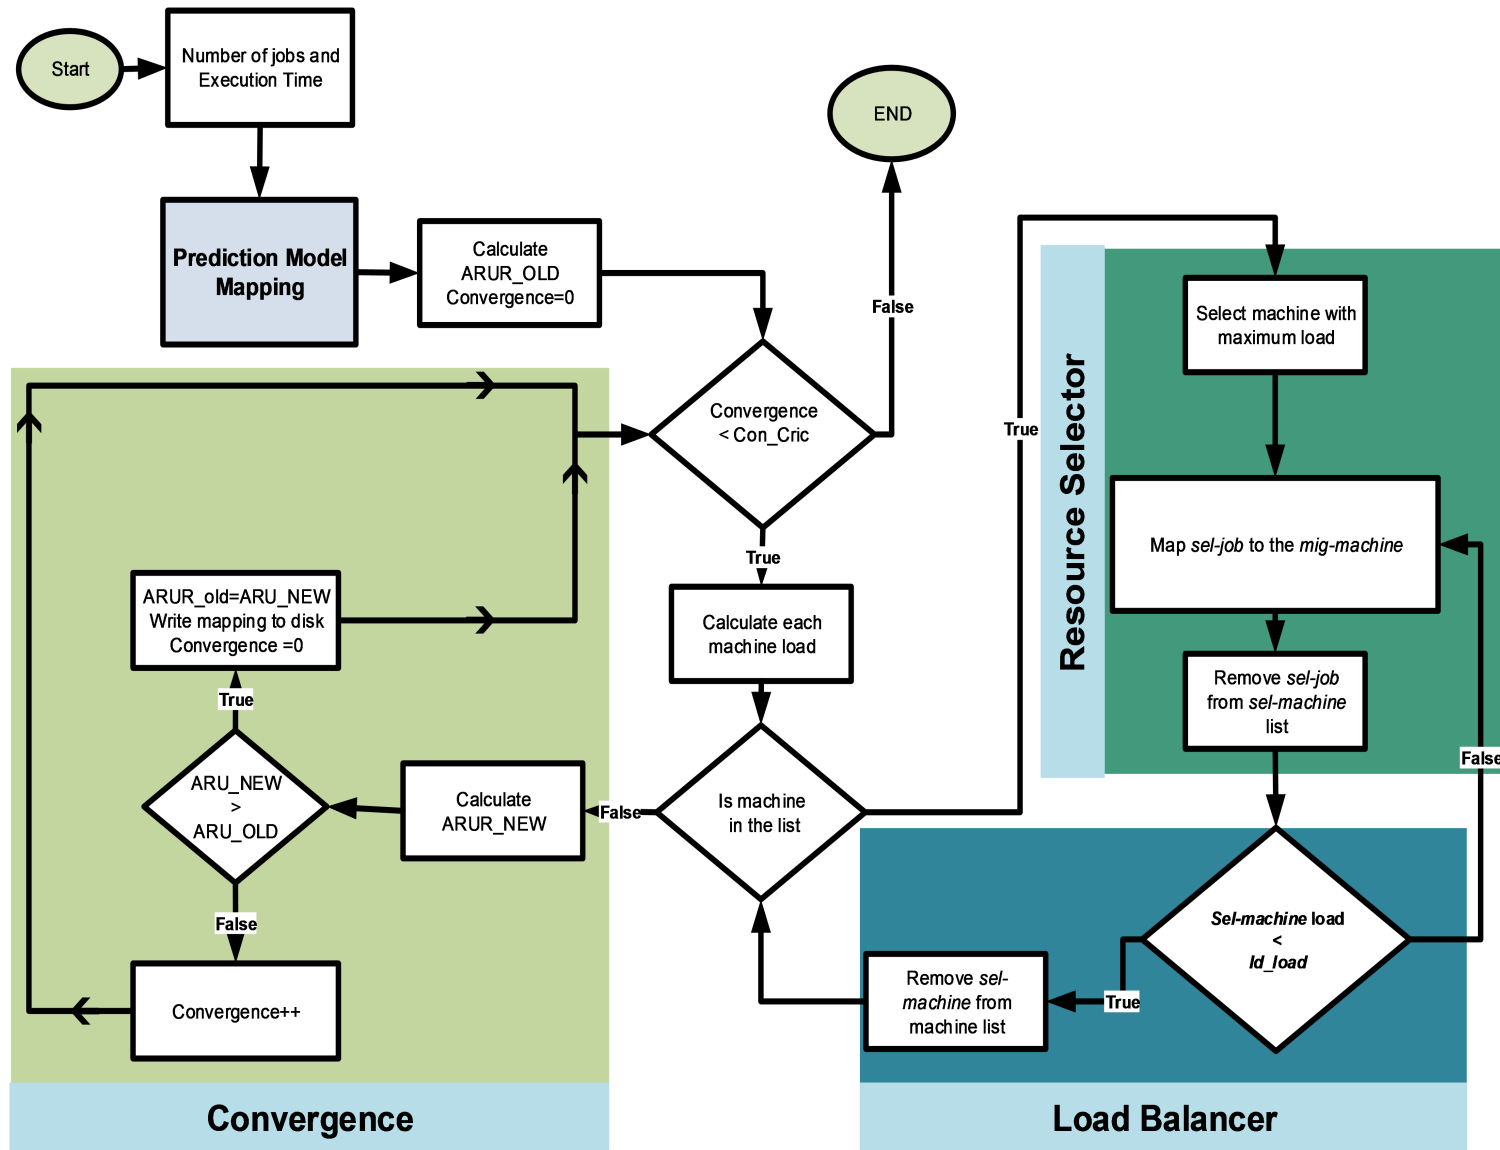 Start
Number of jobs and
Execution Time
END
Prediction Model
Mapping
Calculate
ARUR_OLD
Convergence=0
False
Convergence
< Con_Cric
True
Calculate each
machine load
Is machine
in the list
False
True
Calculate
ARUR_NEW
ARU_NEW
>
ARU_OLD
True
ARUR_old=ARU_NEW
Write mapping to disk
Convergence =0
False
Convergence++
Convergence
Resource Selector
Select machine with
maximum load
Map sel-job to the mig-machine
Remove sel-job
from sel-machine
list
False
Sel-machine load
<
Id_load
True
Remove sel-
machine from
machine list
Load Balancer